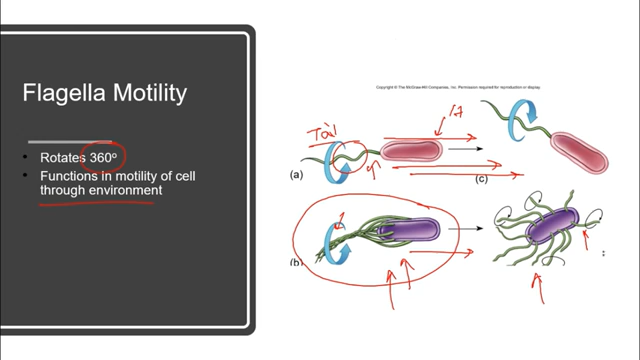 Flagella Motility
• Rotates 360º
• Functions in motility of cell
through environment
Copyright © The McGraw-Hill Companies, Inc. Permission required for reproduction or display.
Tail
(a)
(c)
(b)